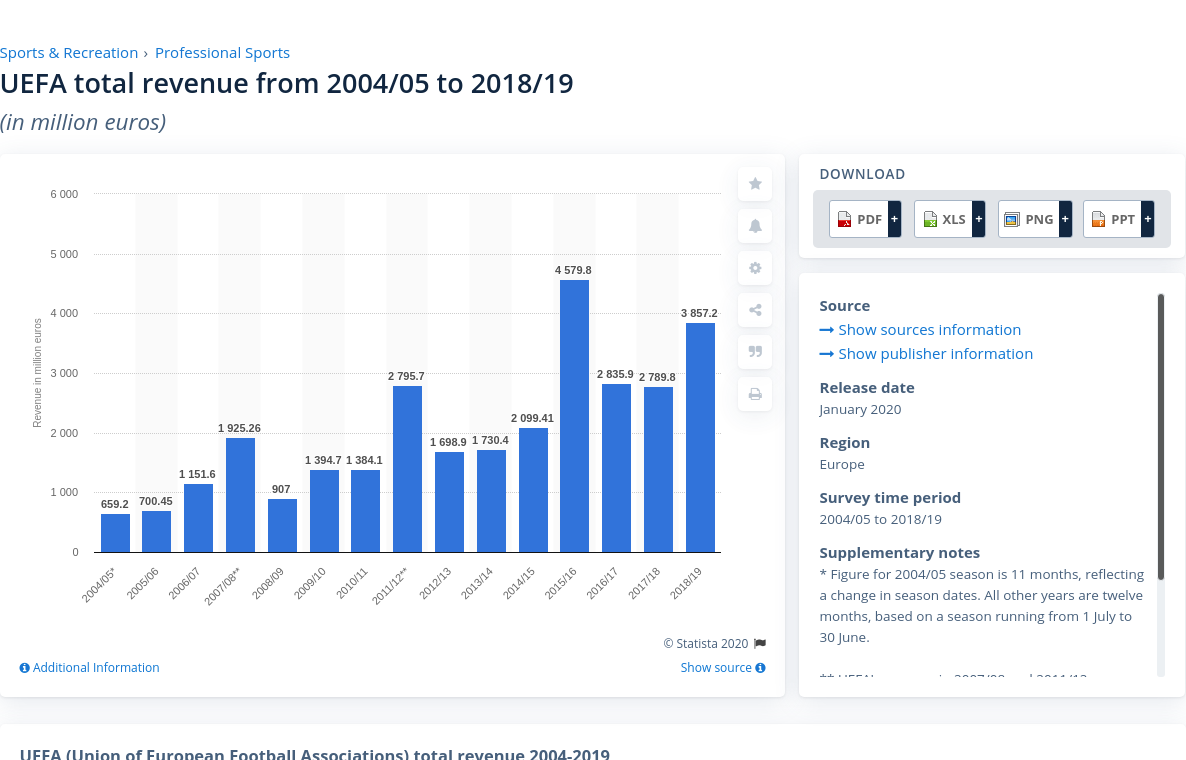 Sports & Recreation › Professional Sports
UEFA total revenue from 2004/05 to 2018/19
(in million euros)
6 000
5 000
4 000
3 000
2 000
1 000
0
Revenue in million euros
659.2
700.45
1 151.6
1 925.26
907
1 394.7
1 384.1
2 795.7
1 698.9
1 730.4
2 099.41
4 579.8
2 835.9
2 789.8
3 857.2
2004/05*
2005/06
2006/07
2007/08**
2008/09
2009/10
2010/11
2011/12**
2012/13
2013/14
2014/15
2015/16
2016/17
2017/18
2018/19
© Statista 2020
Additional Information
Show source
DOWNLOAD
PDF +
XLS +
PNG +
PPT +
Source
Show sources information
Show publisher information
Release date
January 2020
Region
Europe
Survey time period
2004/05 to 2018/19
Supplementary notes
* Figure for 2004/05 season is 11 months, reflecting
a change in season dates. All other years are twelve
months, based on a season running from 1 July to
30 June.
UEFA (Union of European Football Associations) total revenue 2004-2019